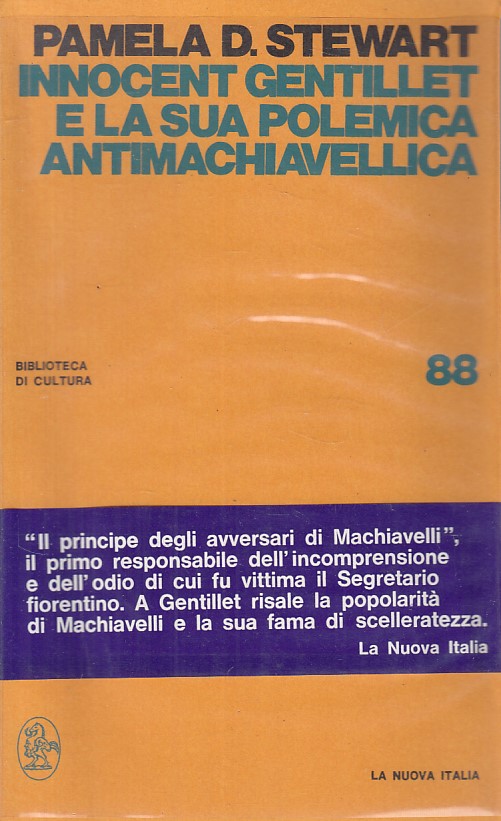 PAMELA D. STEWART
INNOCENT GENTILLET
E LA SUA POLEMICA
ANTIMACHIAVELLICA
BIBLIOTECA
DI CULTURA
88
“Il principe degli avversari di Machiavelli”,
il primo responsabile dell'incomprensione
e dell'odio di cui fu vittima il Segretario
fiorentino. A Gentillet risale la popolarità
di Machiavelli e la sua fama di scelleratezza.
La Nuova Italia
LA NUOVA ITALIA